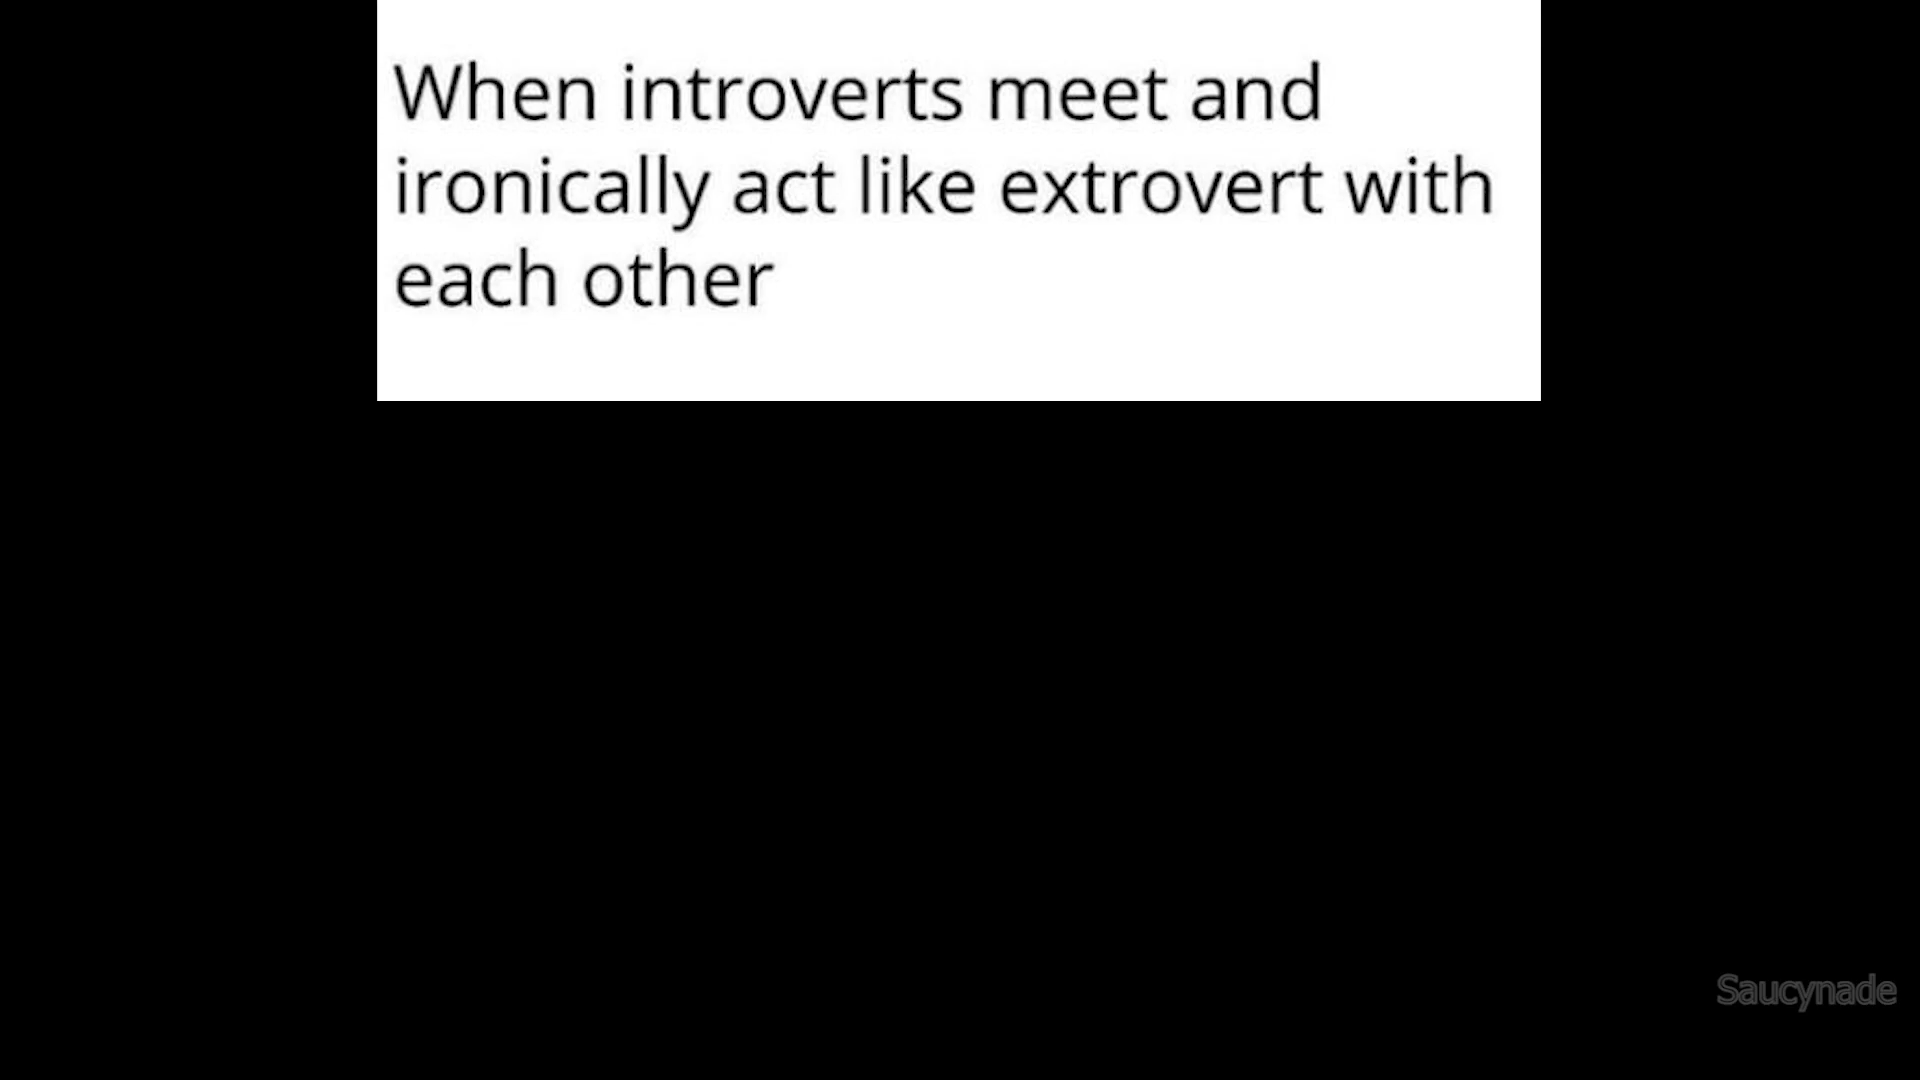 When introverts meet and
ironically act like extrovert with
each other
Saucynade